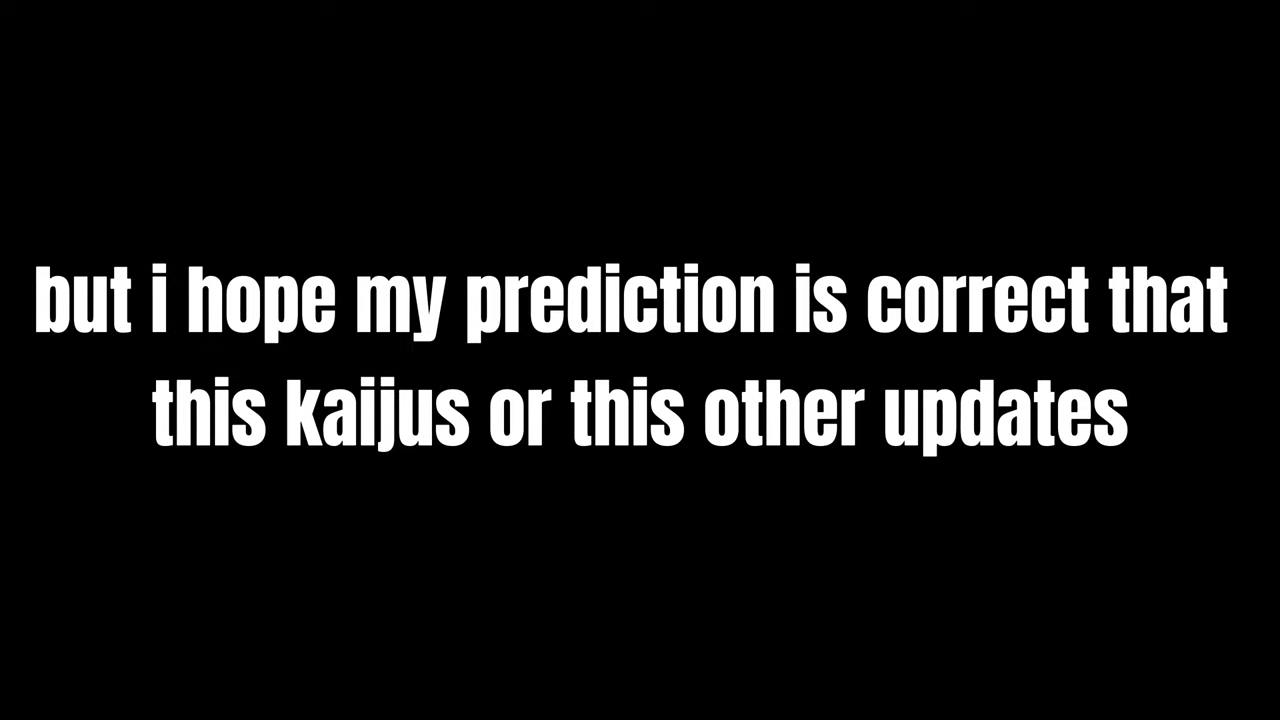 but i hope my prediction is correct that
this kaijus or this other updates